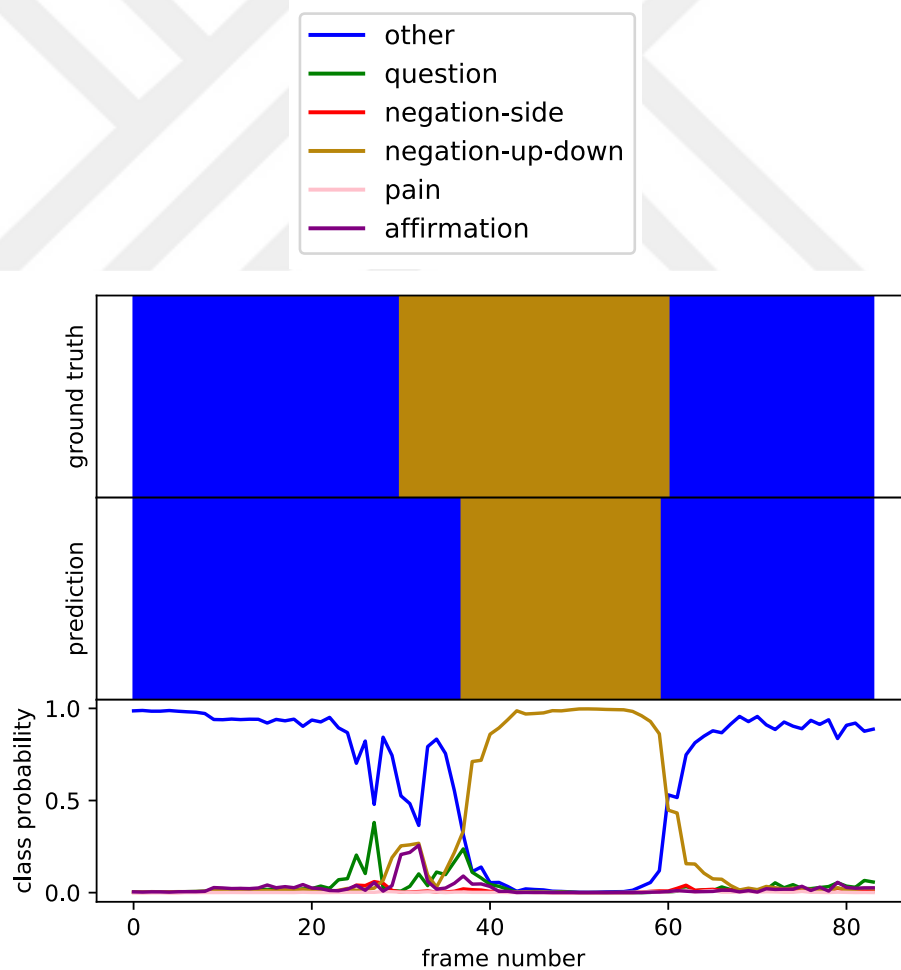 other
question
negation-side
negation-up-down
pain
affirmation
ground truth
prediction
class probability
1.0
0.5
0.0
0 20 40 60 80
frame number